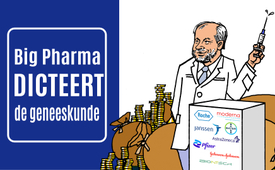 Big Pharma
DICTEERT
de geneeskunde
Roche
moderna
janssen
BAYER
AstraZeneca
Pfizer
Johnson&Johnson